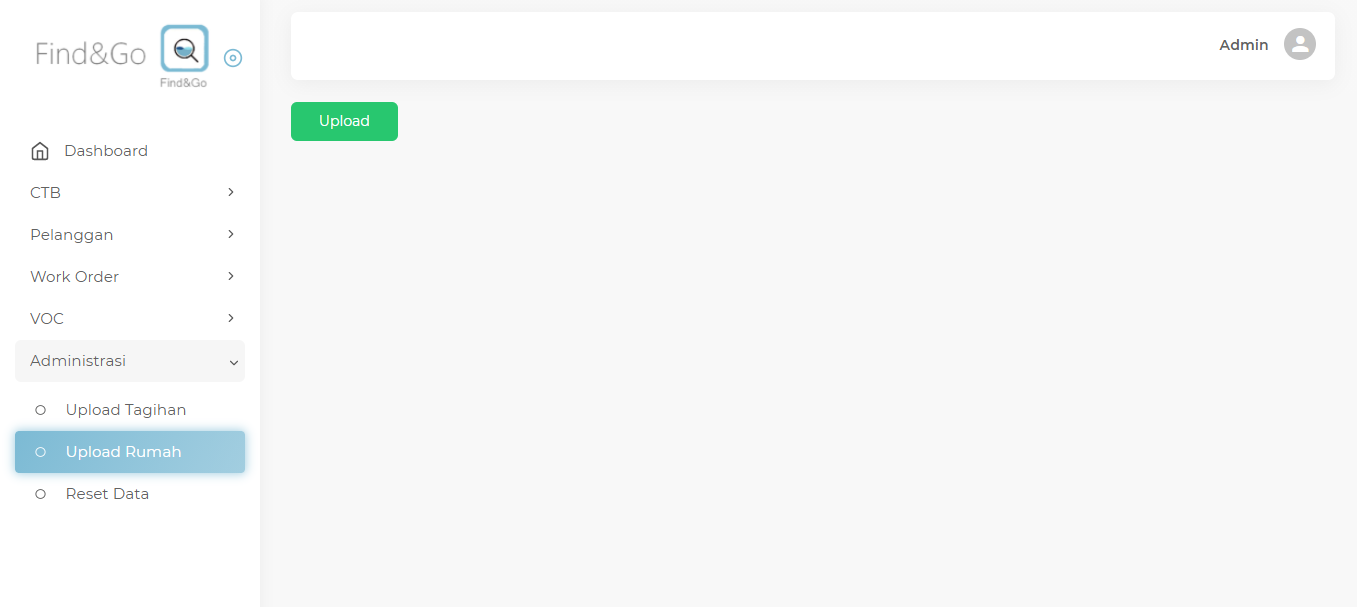 Find&Go
Find&Go
Admin
Upload
Dashboard
CTB
Pelanggan
Work Order
VOC
Administrasi
Upload Tagihan
Upload Rumah
Reset Data